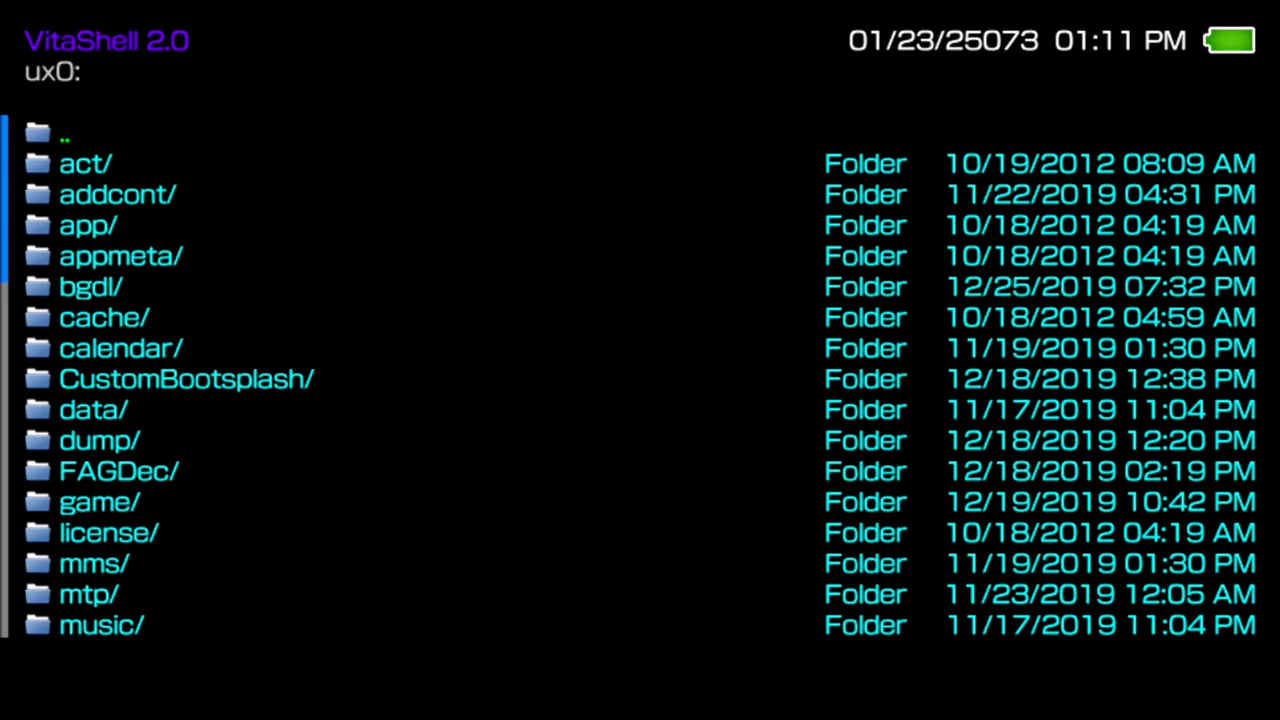 VitaShell 2.0 01/23/25073 01:11 PM
ux0:
..
act/ Folder 10/19/2012 08:09 AM
addcont/ Folder 11/22/2019 04:31 PM
app/ Folder 10/18/2012 04:19 AM
appmeta/ Folder 10/18/2012 04:19 AM
bgdl/ Folder 12/25/2019 07:32 PM
cache/ Folder 10/18/2012 04:59 AM
calendar/ Folder 11/19/2019 01:30 PM
CustomBootsplash/ Folder 12/18/2019 12:38 PM
data/ Folder 11/17/2019 11:04 PM
dump/ Folder 12/18/2019 12:20 PM
FAGDec/ Folder 12/18/2019 02:19 PM
game/ Folder 12/19/2019 10:42 PM
license/ Folder 10/18/2012 04:19 AM
mms/ Folder 11/19/2019 01:30 PM
mtp/ Folder 11/23/2019 12:05 AM
music/ Folder 11/17/2019 11:04 PM